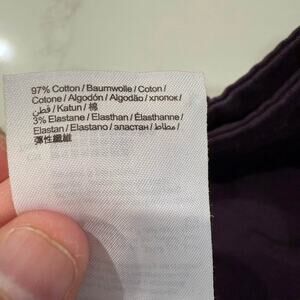 97% Cotton / Baumwolle / Coton /
Cotone / Algodón / Algodão / хлопок /
قطن / Katun / 棉
3% Elastane / Elasthan / Élasthanne /
Elastan / Elastano / эластан / مطاط /
彈性纖維